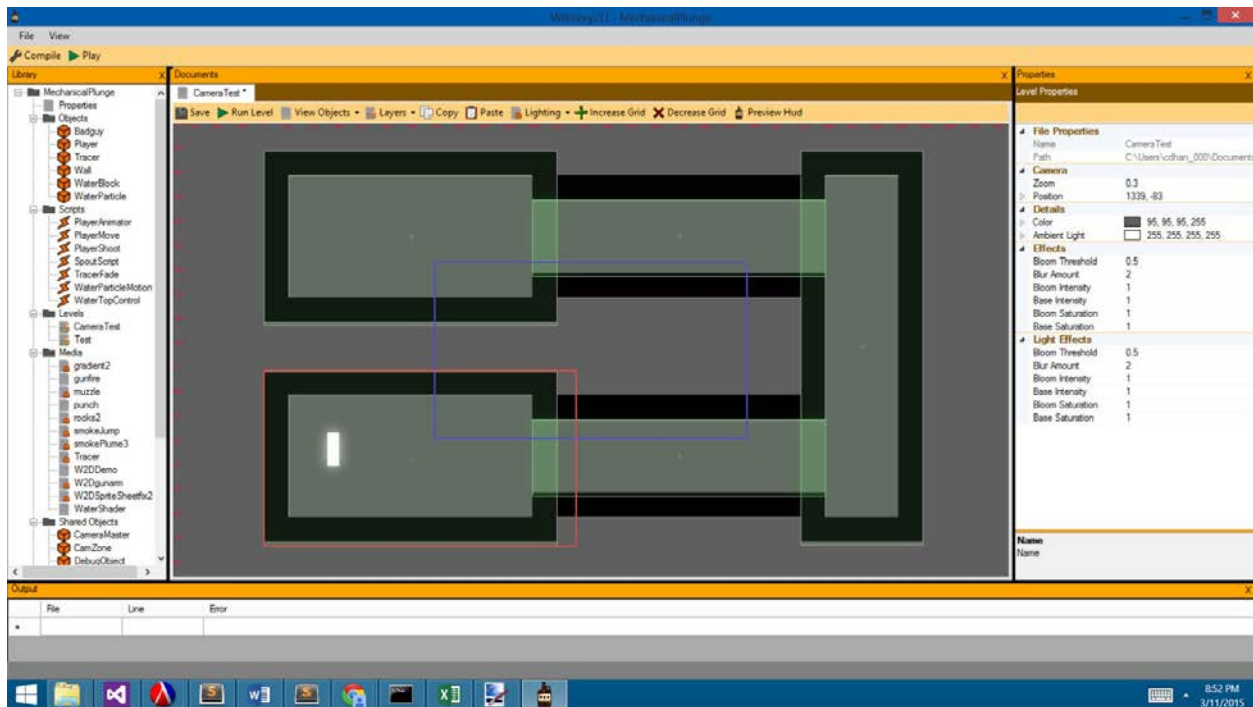 Whiskey2D - MechanicalPlunge
File View
Compile Play
Library X
MechanicalPlunge
Properties
Objects
Badguy
Player
Tracer
Wall
WaterBlock
WaterParticle
Scripts
PlayerAnimator
PlayerMove
PlayerShoot
SpoutScript
TracerFade
WaterParticleMotion
WaterTopControl
Levels
CameraTest
Test
Media
gradient2
gunfire
muzzle
punch
rocks2
smokeJump
smokePlume3
Tracer
W2DDemo
W2Dgunarm
W2DSpriteSheetfix2
WaterShader
Shared Objects
CameraMaster
CamZone
DebugObject
Documents X
CameraTest *
Save Run Level View Objects Layers Copy Paste Lighting Increase Grid Decrease Grid Preview Hud
Properties X
Level Properties
File Properties
Name CameraTest
Path C:\Users\cdhan_000\Documents
Camera
Zoom 0.3
Position 1339, -83
Details
Color 95, 95, 95, 255
Ambient Light 255, 255, 255, 255
Effects
Bloom Threshold 0.5
Blur Amount 2
Bloom Intensity 1
Base Intensity 1
Bloom Saturation 1
Base Saturation 1
Light Effects
Bloom Threshold 0.5
Blur Amount 2
Bloom Intensity 1
Base Intensity 1
Bloom Saturation 1
Base Saturation 1
Name
Name
Output X
File Line Error
8:52 PM
3/11/2015